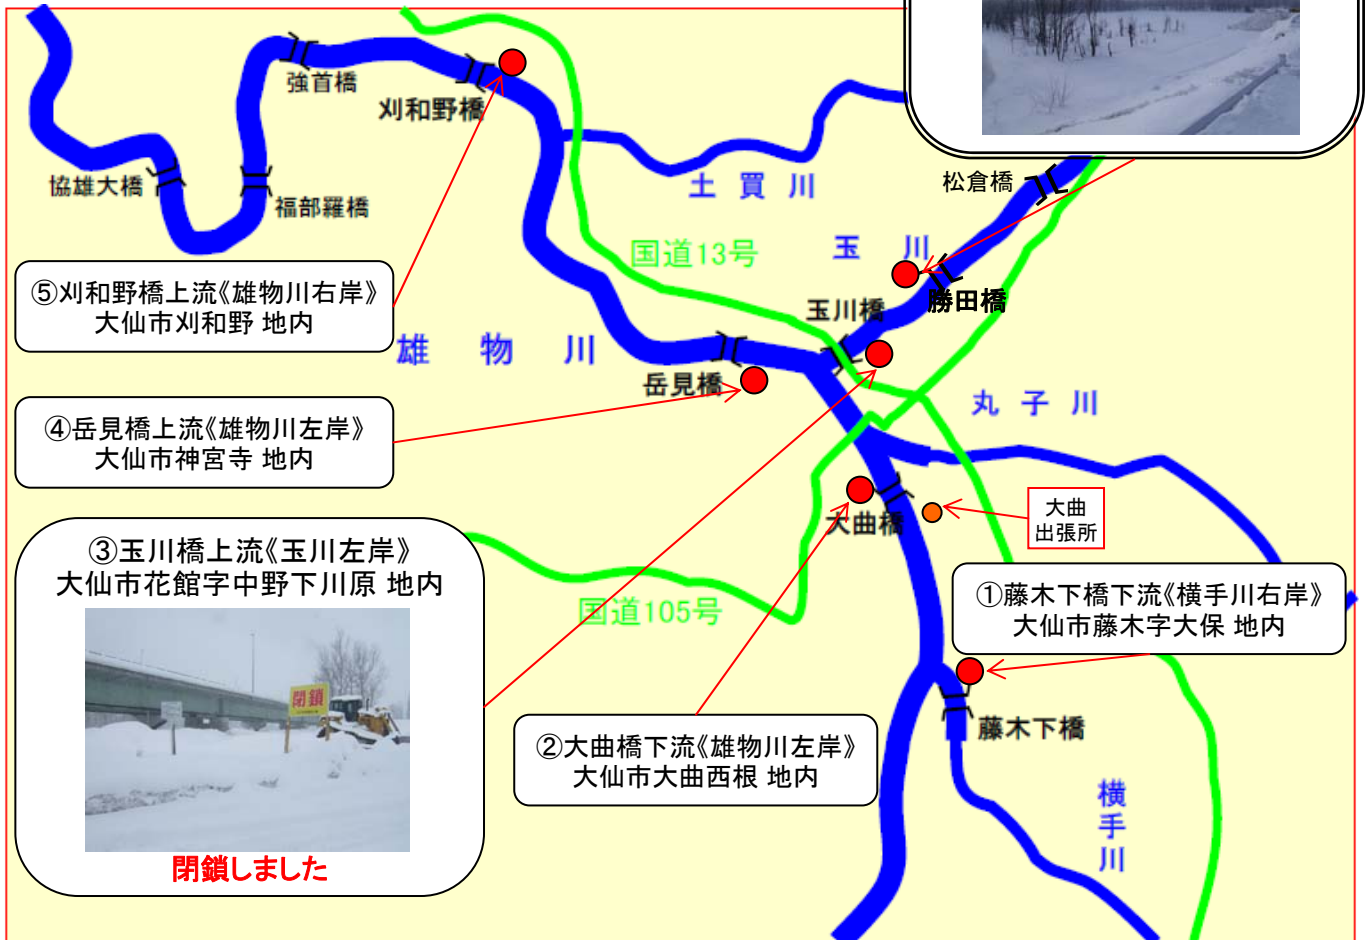 強首橋
刈和野橋
協雄大橋
福部羅橋
土買川
松倉橋
国道13号
玉川
勝田橋
玉川橋
⑤刈和野橋上流《雄物川右岸》
大仙市刈和野 地内
雄物川
岳見橋
丸子川
④岳見橋上流《雄物川左岸》
大仙市神宮寺 地内
大曲橋
大曲
出張所
③玉川橋上流《玉川左岸》
大仙市花館字中野下川原 地内
閉鎖
閉鎖しました
国道105号
①藤木下橋下流《横手川右岸》
大仙市藤木字大保 地内
②大曲橋下流《雄物川左岸》
大仙市大曲西根 地内
藤木下橋
横手川